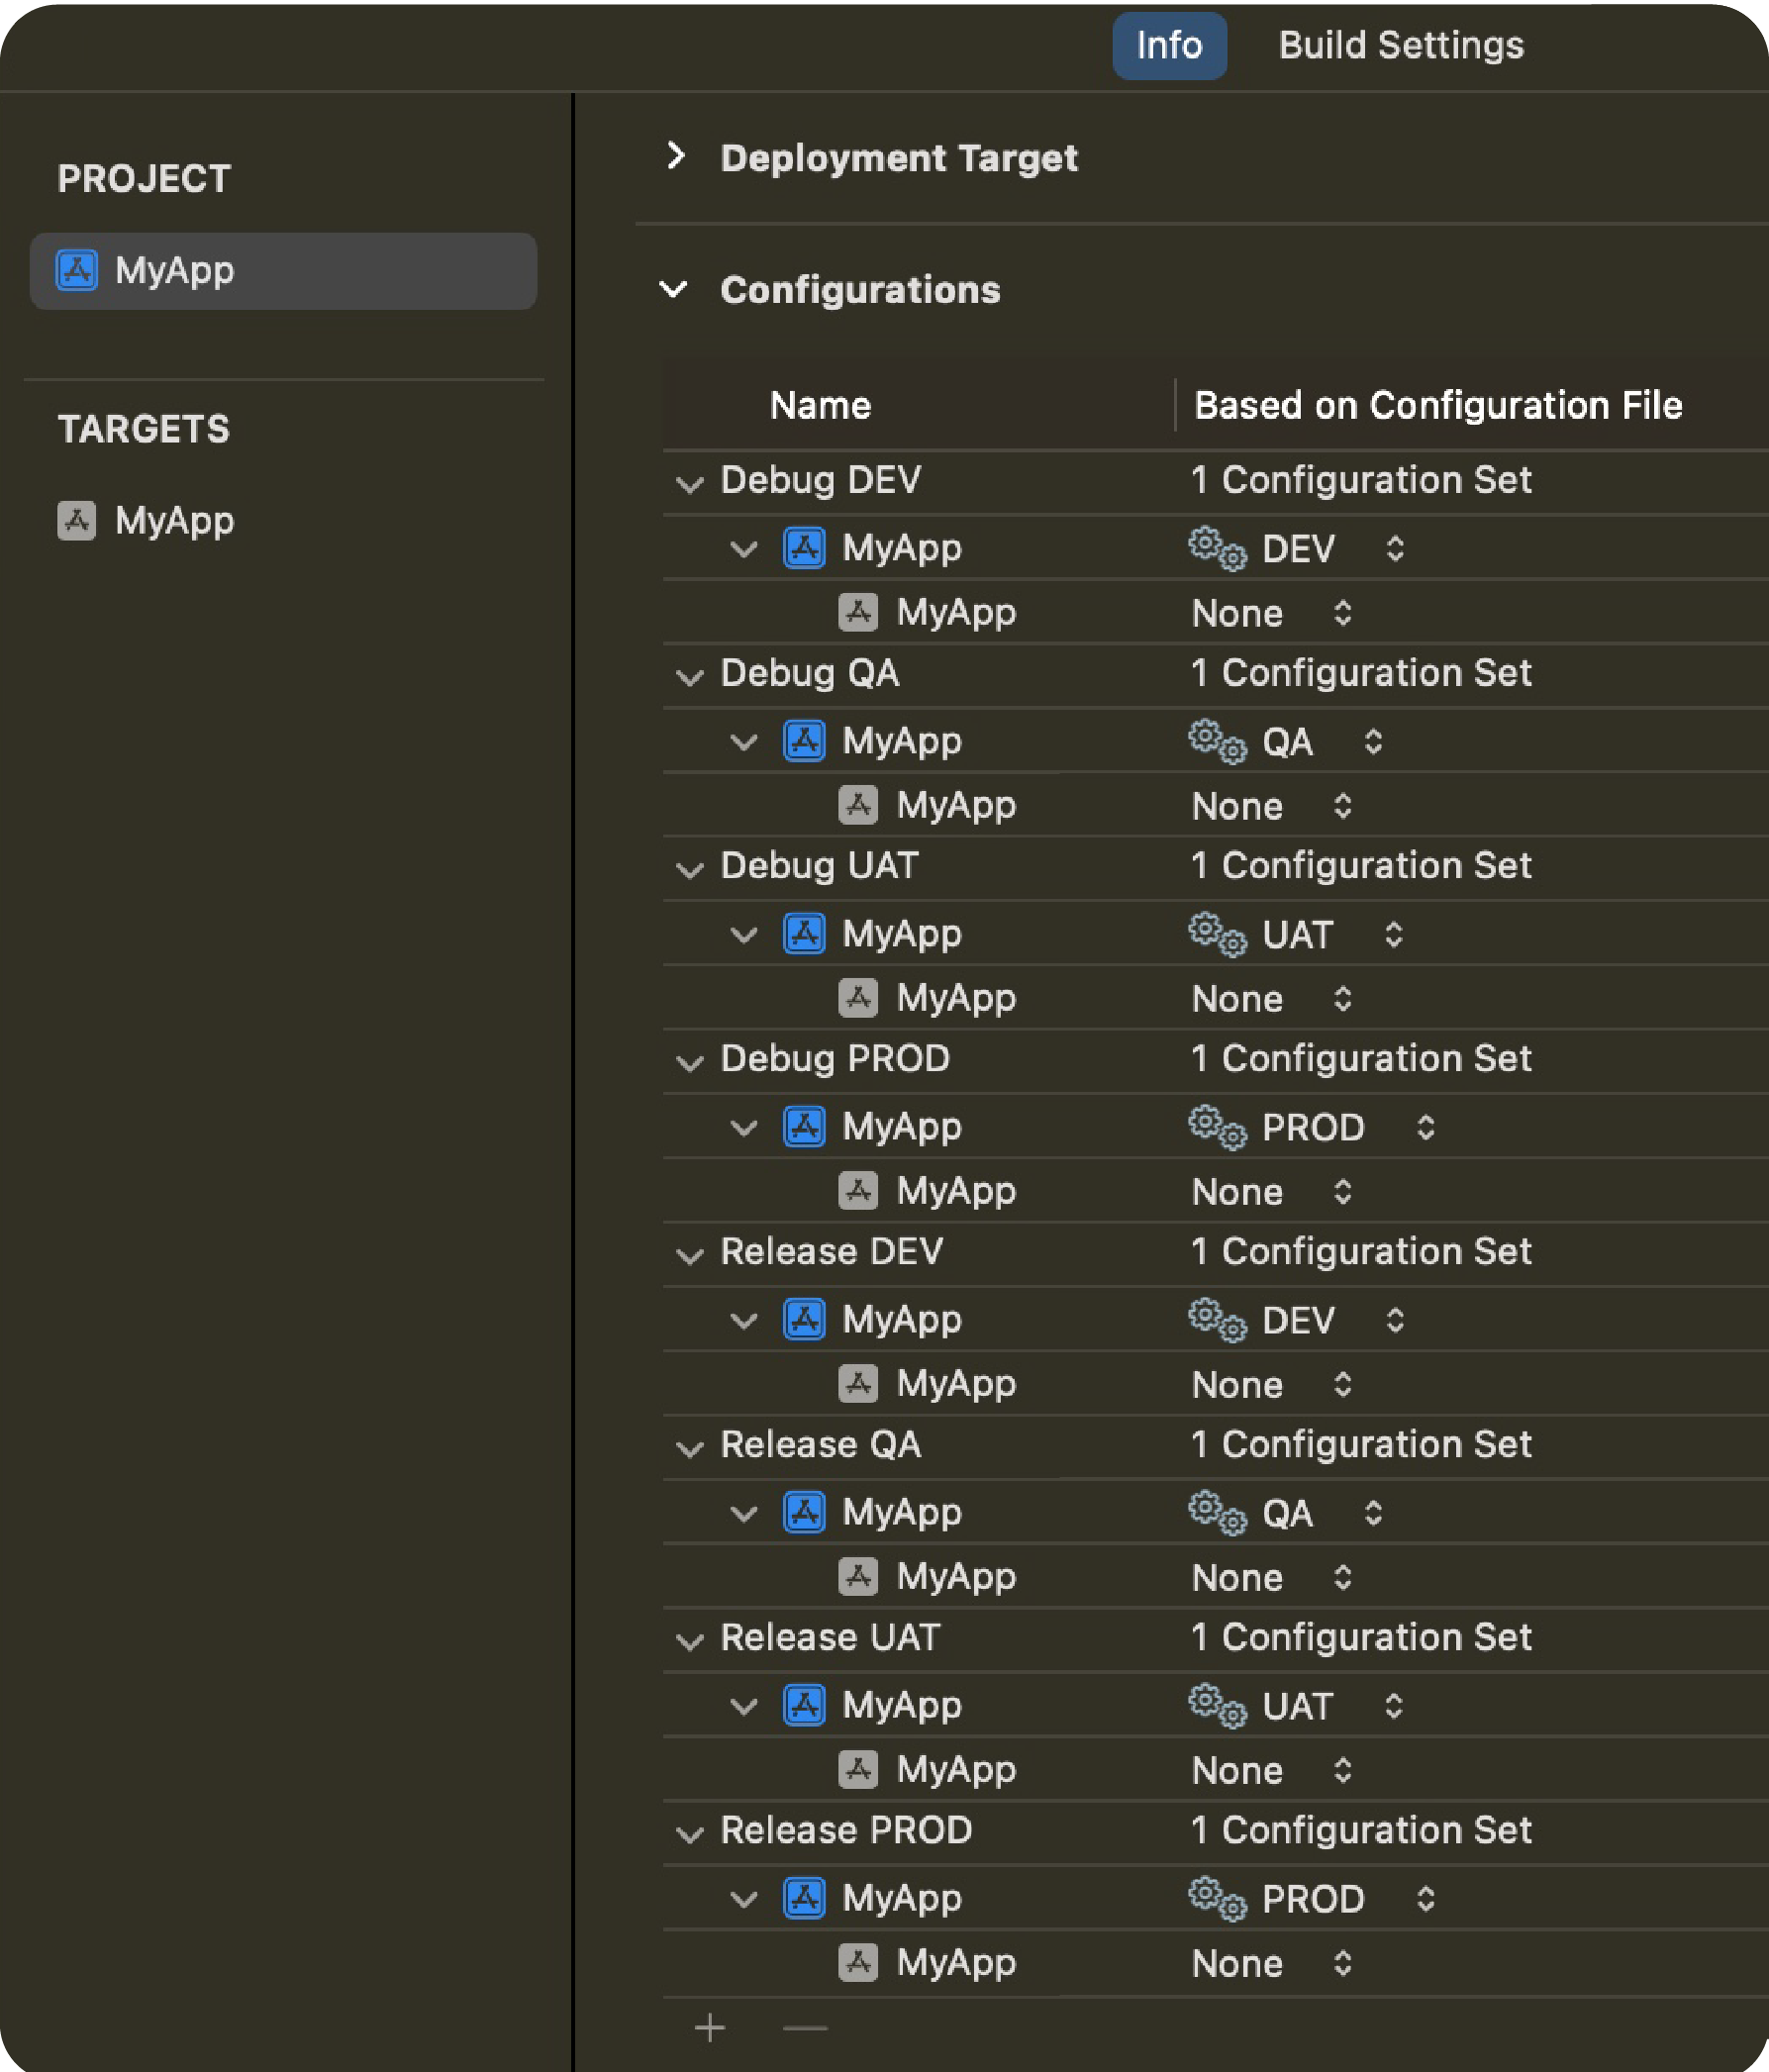 Info Build Settings
PROJECT
MyApp
TARGETS
MyApp
Deployment Target
Configurations
Name Based on Configuration File
Debug DEV 1 Configuration Set
MyApp DEV
MyApp None
Debug QA 1 Configuration Set
MyApp QA
MyApp None
Debug UAT 1 Configuration Set
MyApp UAT
MyApp None
Debug PROD 1 Configuration Set
MyApp PROD
MyApp None
Release DEV 1 Configuration Set
MyApp DEV
MyApp None
Release QA 1 Configuration Set
MyApp QA
MyApp None
Release UAT 1 Configuration Set
MyApp UAT
MyApp None
Release PROD 1 Configuration Set
MyApp PROD
MyApp None